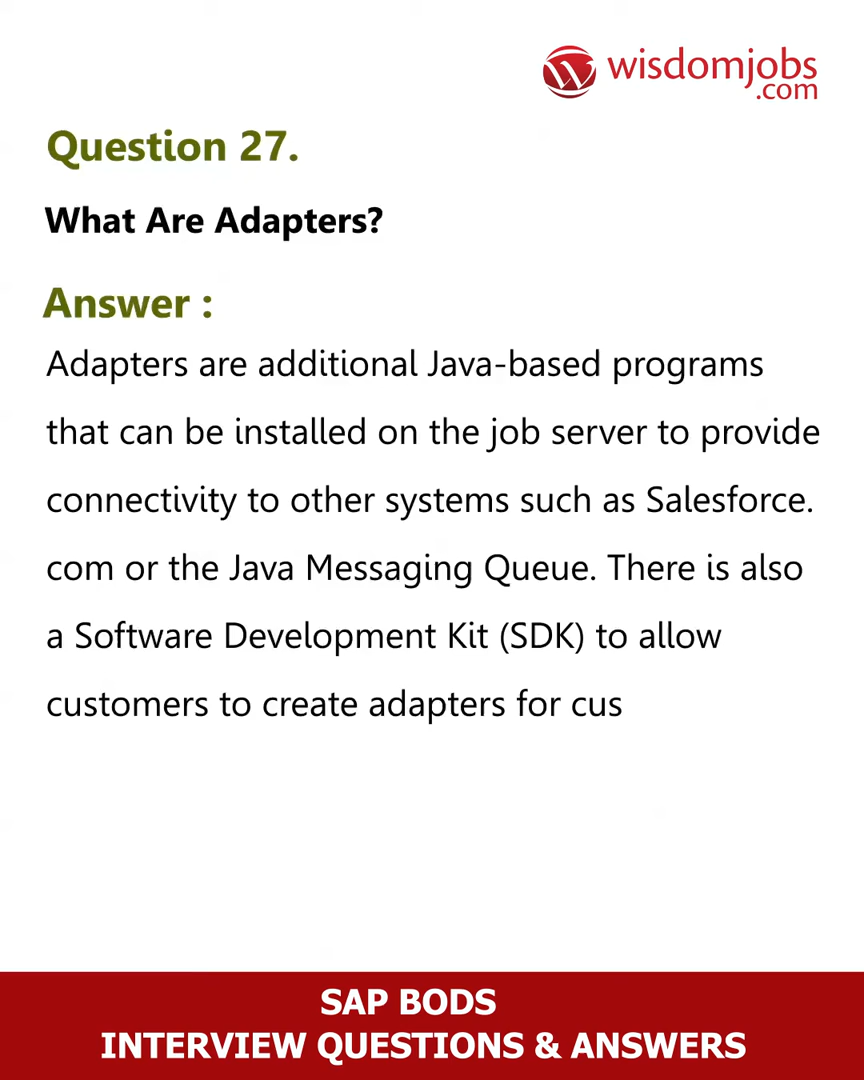 wisdomjobs
.com
Question 27.
What Are Adapters?
Answer :
Adapters are additional Java-based programs
that can be installed on the job server to provide
connectivity to other systems such as Salesforce.
com or the Java Messaging Queue. There is also
a Software Development Kit (SDK) to allow
customers to create adapters for cus
SAP BODS
INTERVIEW QUESTIONS & ANSWERS